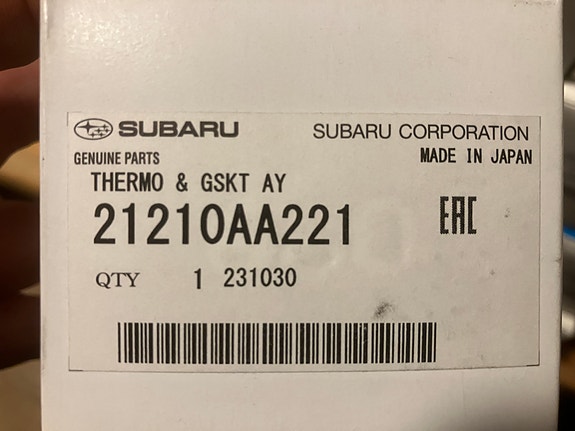 SUBARU SUBARU CORPORATION
GENUINE PARTS MADE IN JAPAN
THERMO & GSKT AY
21210AA221 EAC
QTY 1 231030